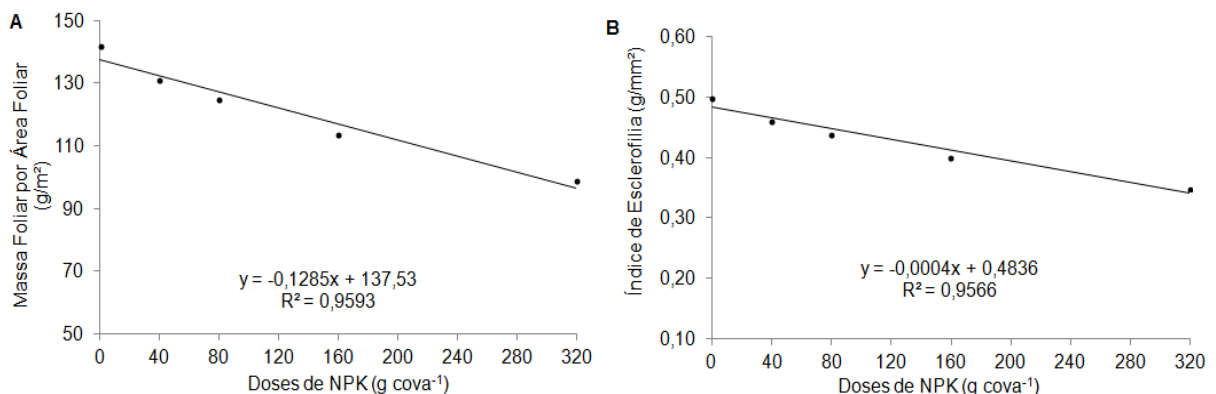 A
Massa Foliar por Área Foliar
(g/m²)
150
130
110
90
70
50
y = -0,1285x + 137,53
R² = 0,9593
0 40 80 120 160 200 240 280 320
Doses de NPK (g cova-1)
B
Índice de Esclerofilia (g/mm²)
0,60
0,50
0,40
0,30
0,20
0,10
y = -0,0004x + 0,4836
R² = 0,9566
0 40 80 120 160 200 240 280 320
Doses de NPK (g cova-1)